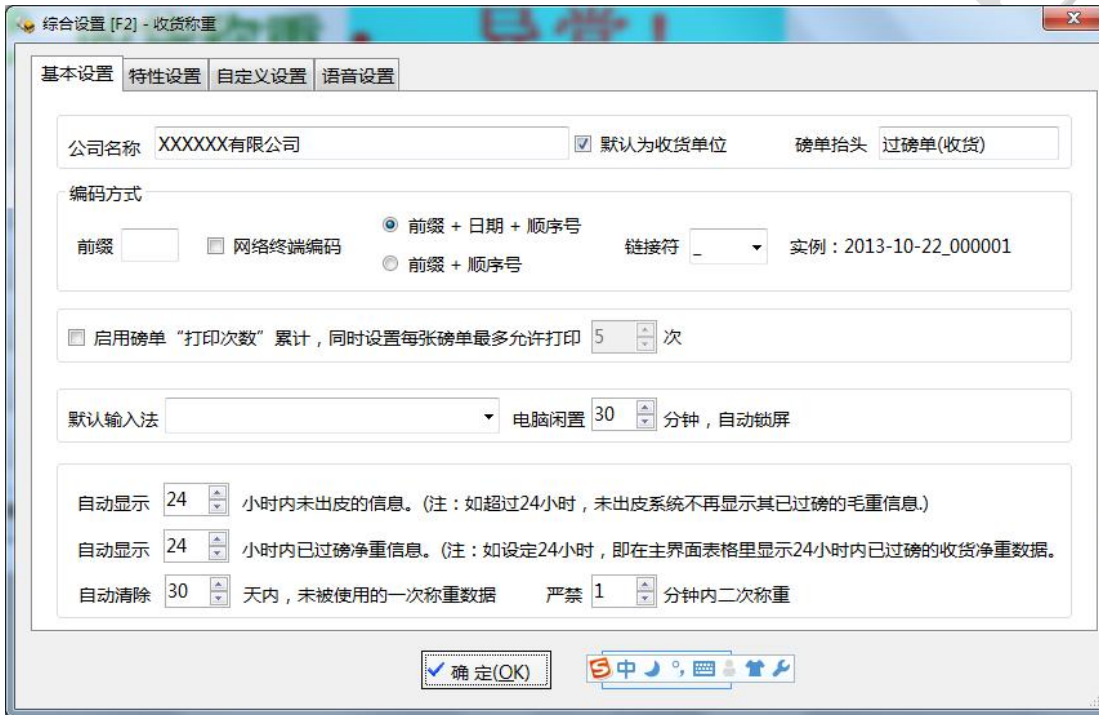 综合设置 [F2] - 收货称重
基本设置 特性设置 自定义设置 语音设置
公司名称 XXXXXX有限公司 默认为收货单位 磅单抬头 过磅单(收货)
编码方式
前缀 网络终端编码 前缀 + 日期 + 顺序号 链接符 _ 实例：2013-10-22_000001
前缀 + 顺序号
启用磅单“打印次数”累计，同时设置每张磅单最多允许打印 5 次
默认输入法 电脑闲置 30 分钟，自动锁屏
自动显示 24 小时内未出皮的信息。(注：如超过24小时，未出皮系统不再显示其已过磅的毛重信息.)
自动显示 24 小时内已过磅净重信息。(注：如设定24小时，即在主界面表格里显示24小时内已过磅的收货净重数据。
自动清除 30 天内，未被使用的一次称重数据 严禁 1 分钟内二次称重
确 定(OK) 中